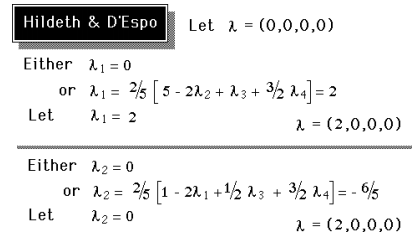 Hildeth & D'Espo
Let λ = (0,0,0,0)
Either λ₁ = 0
or λ₁ = 2/5 [ 5 - 2λ₂ + λ₃ + 3/2 λ₄ ] = 2
Let λ₁ = 2
λ = (2,0,0,0)
Either λ₂ = 0
or λ₂ = 2/5 [1 - 2λ₁ + 1/2 λ₃ + 3/2 λ₄] = - 6/5
Let λ₂ = 0
λ = (2,0,0,0)